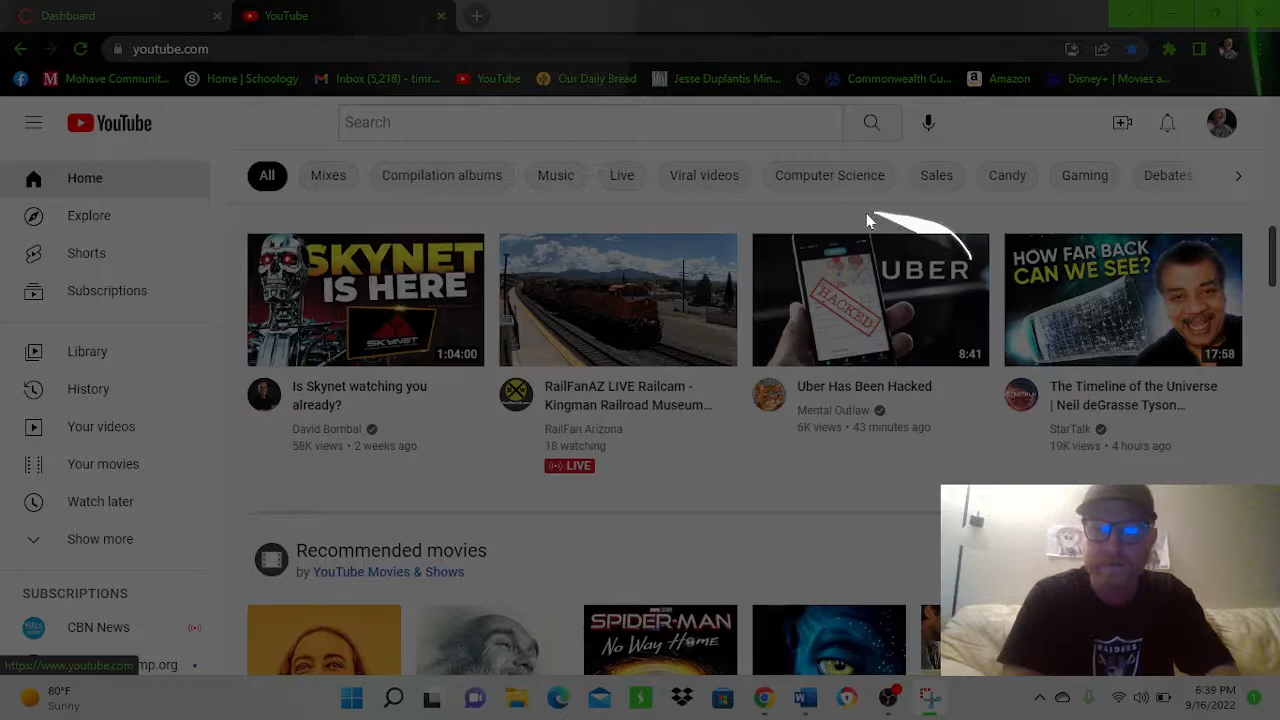 Dashboard
YouTube
youtube.com
Mohave Communit...
Home | Schoology
Inbox (5,218) - timr...
YouTube
Our Daily Bread
Jesse Duplantis Min...
Commonwealth Cu...
Amazon
Disney+ | Movies a...
YouTube
Search
All
Mixes
Compilation albums
Music
Live
Viral videos
Computer Science
Sales
Candy
Gaming
Debates
Home
Explore
Shorts
Subscriptions
Library
History
Your videos
Your movies
Watch later
Show more
SUBSCRIPTIONS
CBN News
mp.org
https://www.youtube.com
SKYNET
IS HERE
SKYNET
1:04:00
Is Skynet watching you
already?
David Bombal
58K views • 2 weeks ago
RailFanAZ LIVE Railcam -
Kingman Railroad Museum...
RailFan Arizona
18 watching
LIVE
UBER
HACKED
8:41
Uber Has Been Hacked
Mental Outlaw
6K views • 43 minutes ago
HOW FAR BACK
CAN WE SEE?
17:58
STARTALK
The Timeline of the Universe
| Neil deGrasse Tyson...
StarTalk
19K views • 4 hours ago
Recommended movies
by YouTube Movies & Shows
SPIDER-MAN
No Way Home
RAIDERS
80°F
Sunny
6:39 PM
9/16/2022
1